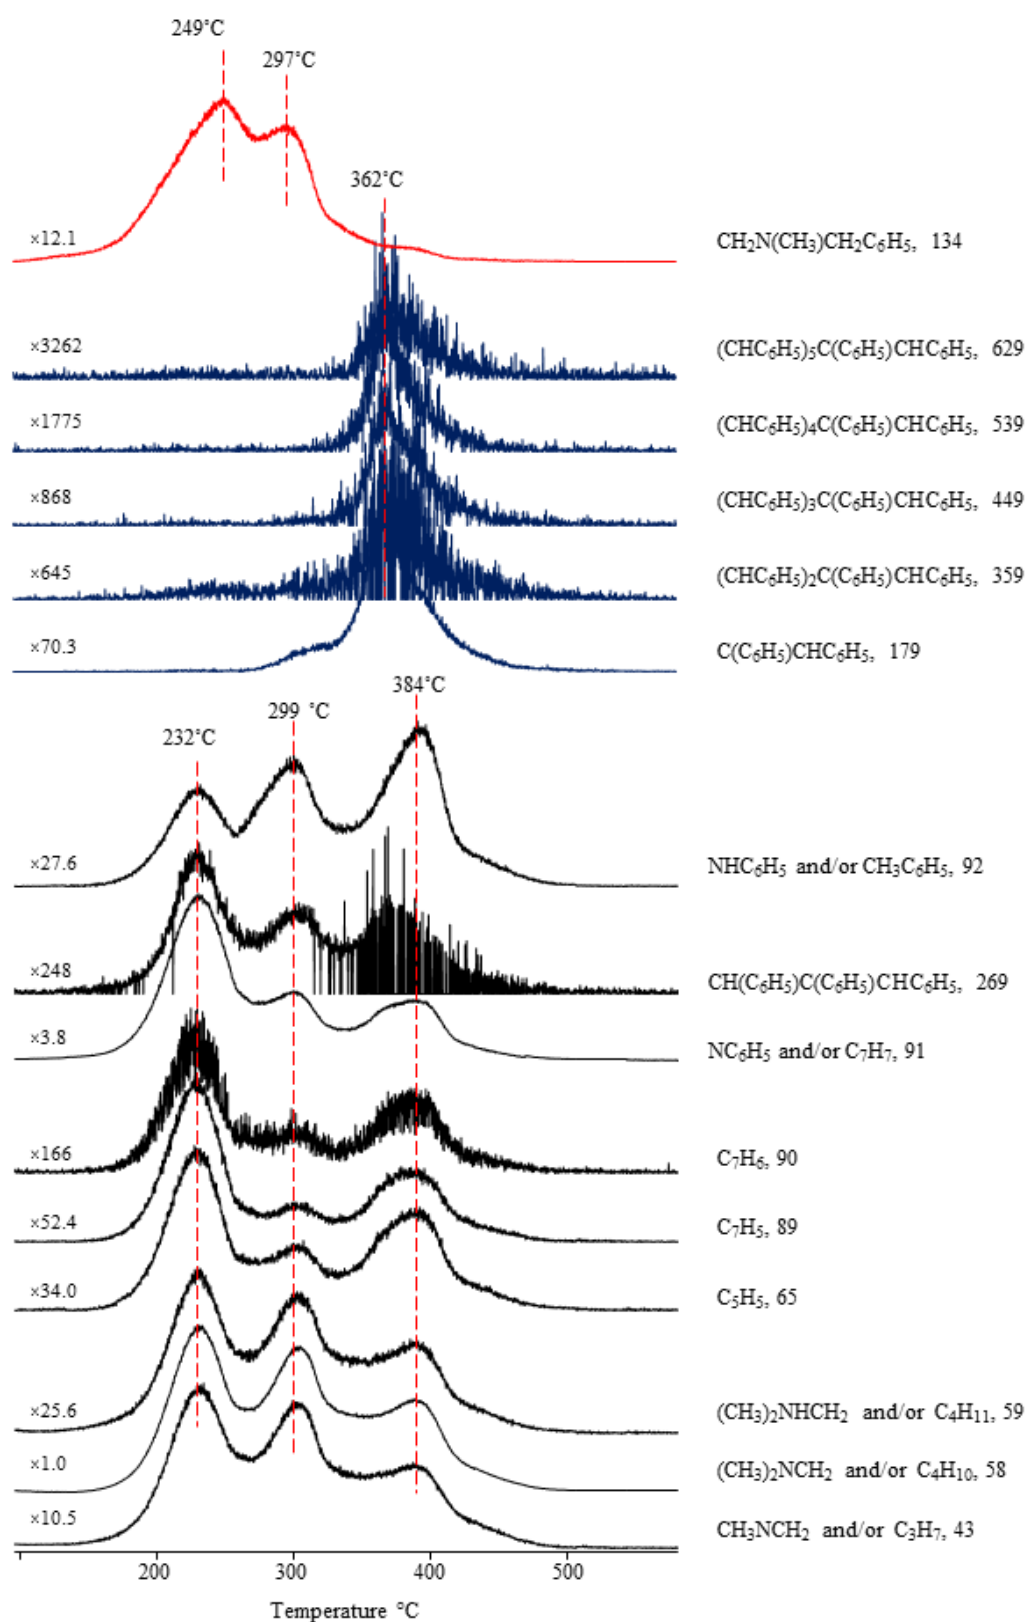 249°C
297°C
362°C
×12.1 CH₂N(CH₃)CH₂C₆H₅, 134
×3262 (CHC₆H₅)₅C(C₆H₅)CHC₆H₅, 629
×1775 (CHC₆H₅)₄C(C₆H₅)CHC₆H₅, 539
×868 (CHC₆H₅)₃C(C₆H₅)CHC₆H₅, 449
×645 (CHC₆H₅)₂C(C₆H₅)CHC₆H₅, 359
×70.3 C(C₆H₅)CHC₆H₅, 179
384°C
299 °C
232°C
×27.6 NHC₆H₅ and/or CH₃C₆H₅, 92
×248 CH(C₆H₅)C(C₆H₅)CHC₆H₅, 269
×3.8 NC₆H₅ and/or C₇H₇, 91
×166 C₇H₆, 90
×52.4 C₇H₅, 89
×34.0 C₅H₅, 65
×25.6 (CH₃)₂NHCH₂ and/or C₄H₁₁, 59
×1.0 (CH₃)₂NCH₂ and/or C₄H₁₀, 58
×10.5 CH₃NCH₂ and/or C₃H₇, 43
200 300 400 500
Temperature °C